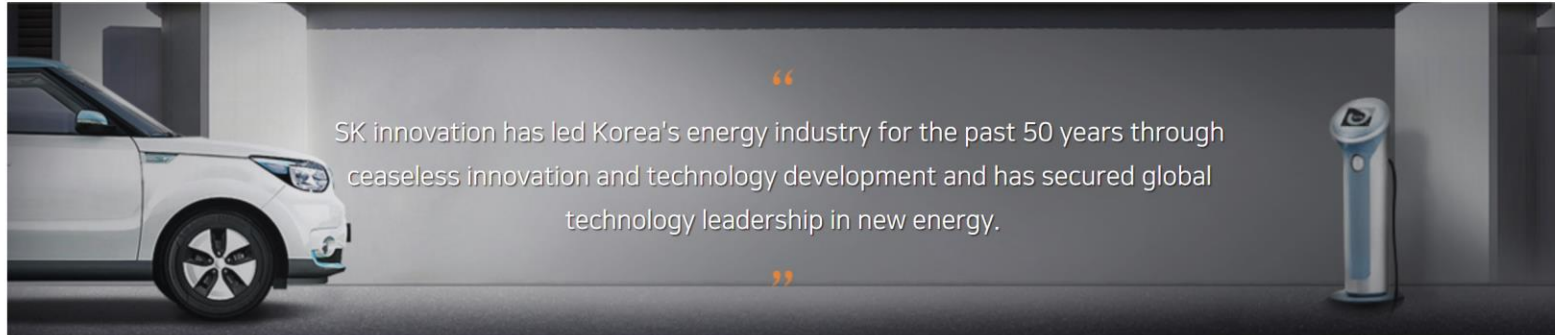 “
SK innovation has led Korea's energy industry for the past 50 years through
ceaseless innovation and technology development and has secured global
technology leadership in new energy.
”